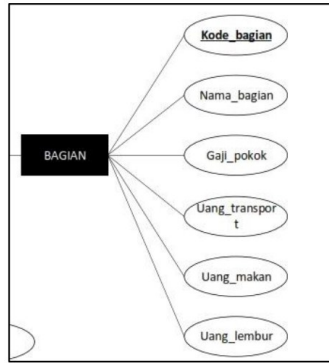 Kode_bagian
Nama_bagian
BAGIAN
Gaji_pokok
Uang_transpor
t
Uang_makan
Uang_lembur